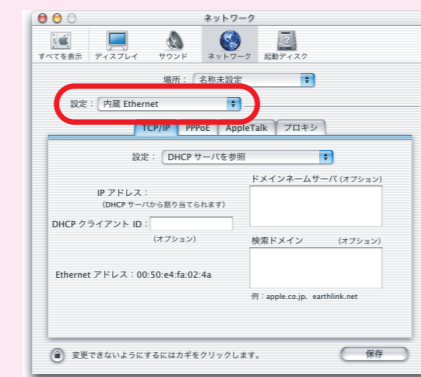 ネットワーク
すべてを表示 ディスプレイ サウンド ネットワーク 起動ディスク
場所： 名称未設定
設定： 内蔵 Ethernet
TCP/IP PPPoE AppleTalk プロキシ
設定： DHCP サーバを参照
ドメインネームサーバ (オプション)
IP アドレス：
(DHCP サーバから割り当てられます)
DHCP クライアント ID：
(オプション)
検索ドメイン (オプション)
Ethernet アドレス：00:50:e4:fa:02:4a
例：apple.co.jp, earthlink.net
変更できないようにするにはカギをクリックします。
保存